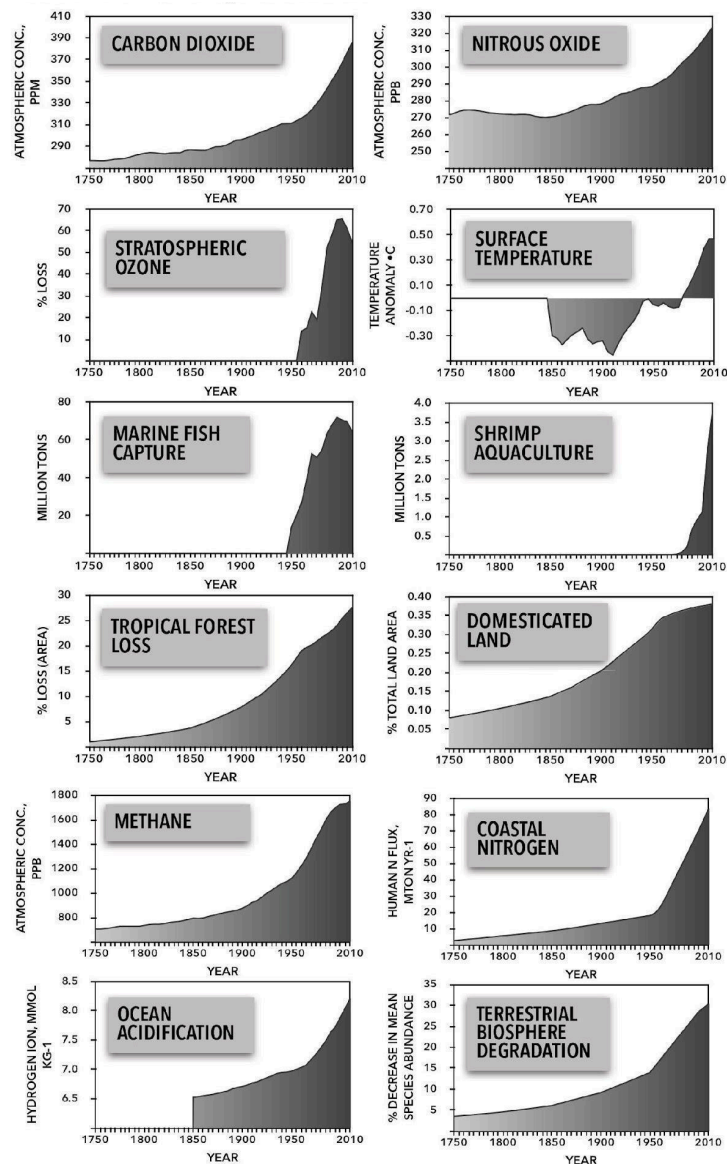 CARBON DIOXIDE
ATMOSPHERIC CONC.,
PPM
410
390
370
350
330
310
290
1750
1800
1850
1900
1950
2010
YEAR
NITROUS OXIDE
ATMOSPHERIC CONC.,
PPB
330
320
310
300
290
280
270
260
250
1750
1800
1850
1900
1950
2010
YEAR
STRATOSPHERIC
OZONE
% LOSS
70
60
50
40
30
20
10
1750
1800
1850
1900
1950
2010
YEAR
SURFACE
TEMPERATURE
TEMPERATURE
ANOMALY •C
0.70
0.50
0.10
-0.10
-0.30
1750
1800
1850
1900
1950
2010
YEAR
MARINE FISH
CAPTURE
MILLION TONS
80
60
40
20
1750
1800
1850
1900
1950
2010
YEAR
SHRIMP
AQUACULTURE
MILLION TONS
4.0
3.5
3.0
2.5
2.0
1.5
1.0
0.5
1750
1800
1850
1900
1950
2010
YEAR
TROPICAL FOREST
LOSS
% LOSS (AREA)
30
25
20
15
10
5
1750
1800
1850
1900
1950
2010
YEAR
DOMESTICATED
LAND
% TOTAL LAND AREA
0.40
0.35
0.30
0.25
0.20
0.15
0.10
0.05
1750
1800
1850
1900
1950
2010
YEAR
METHANE
ATMOSPHERIC CONC.,
PPB
1800
1600
1400
1200
1000
800
1750
1800
1850
1900
1950
2010
YEAR
COASTAL
NITROGEN
HUMAN N FLUX,
MTON YR-1
90
80
70
60
50
40
30
20
10
1750
1800
1850
1900
1950
2010
YEAR
OCEAN
ACIDIFICATION
HYDROGEN ION, MMOL
KG-1
8.5
8.0
7.5
7.0
6.5
1750
1800
1850
1900
1950
2010
YEAR
TERRESTRIAL
BIOSPHERE
DEGRADATION
% DECREASE IN MEAN
SPECIES ABUNDANCE
35
30
25
20
15
10
5
1750
1800
1850
1900
1950
2010
YEAR